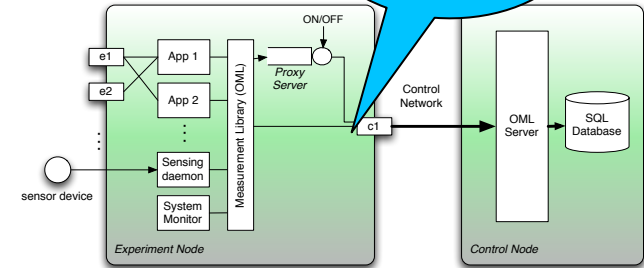 ON/OFF
e1
e2
App 1
App 2
Sensing
daemon
System
Monitor
Measurement Library (OML)
Proxy
Server
sensor device
Experiment Node
c1
Control
Network
OML
Server
SQL
Database
Control Node